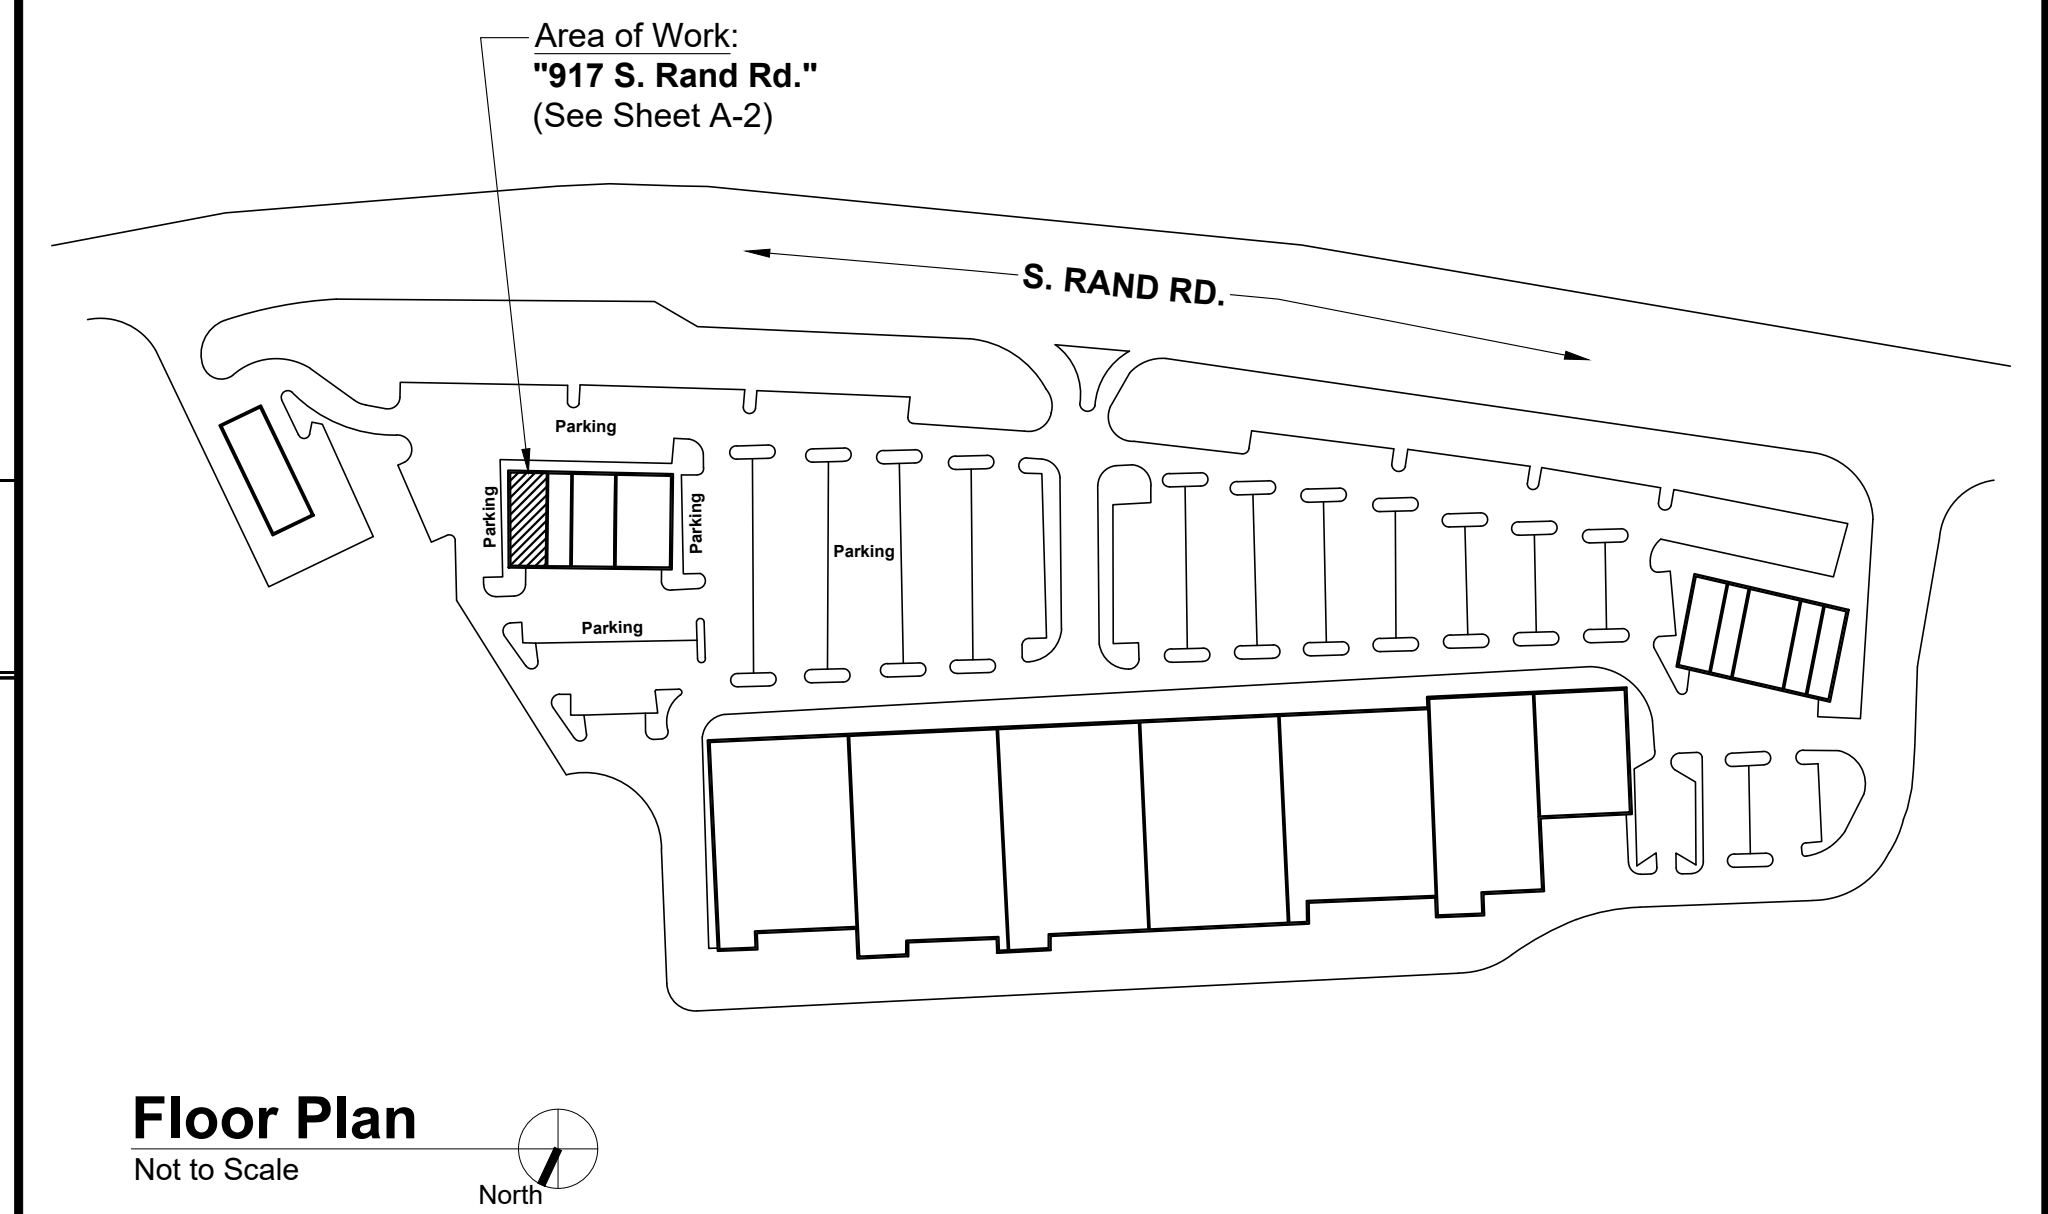 Area of Work:
"917 S. Rand Rd."
(See Sheet A-2)
S. RAND RD.
Parking
Parking
Parking
Parking
Parking
Floor Plan
Not to Scale
North